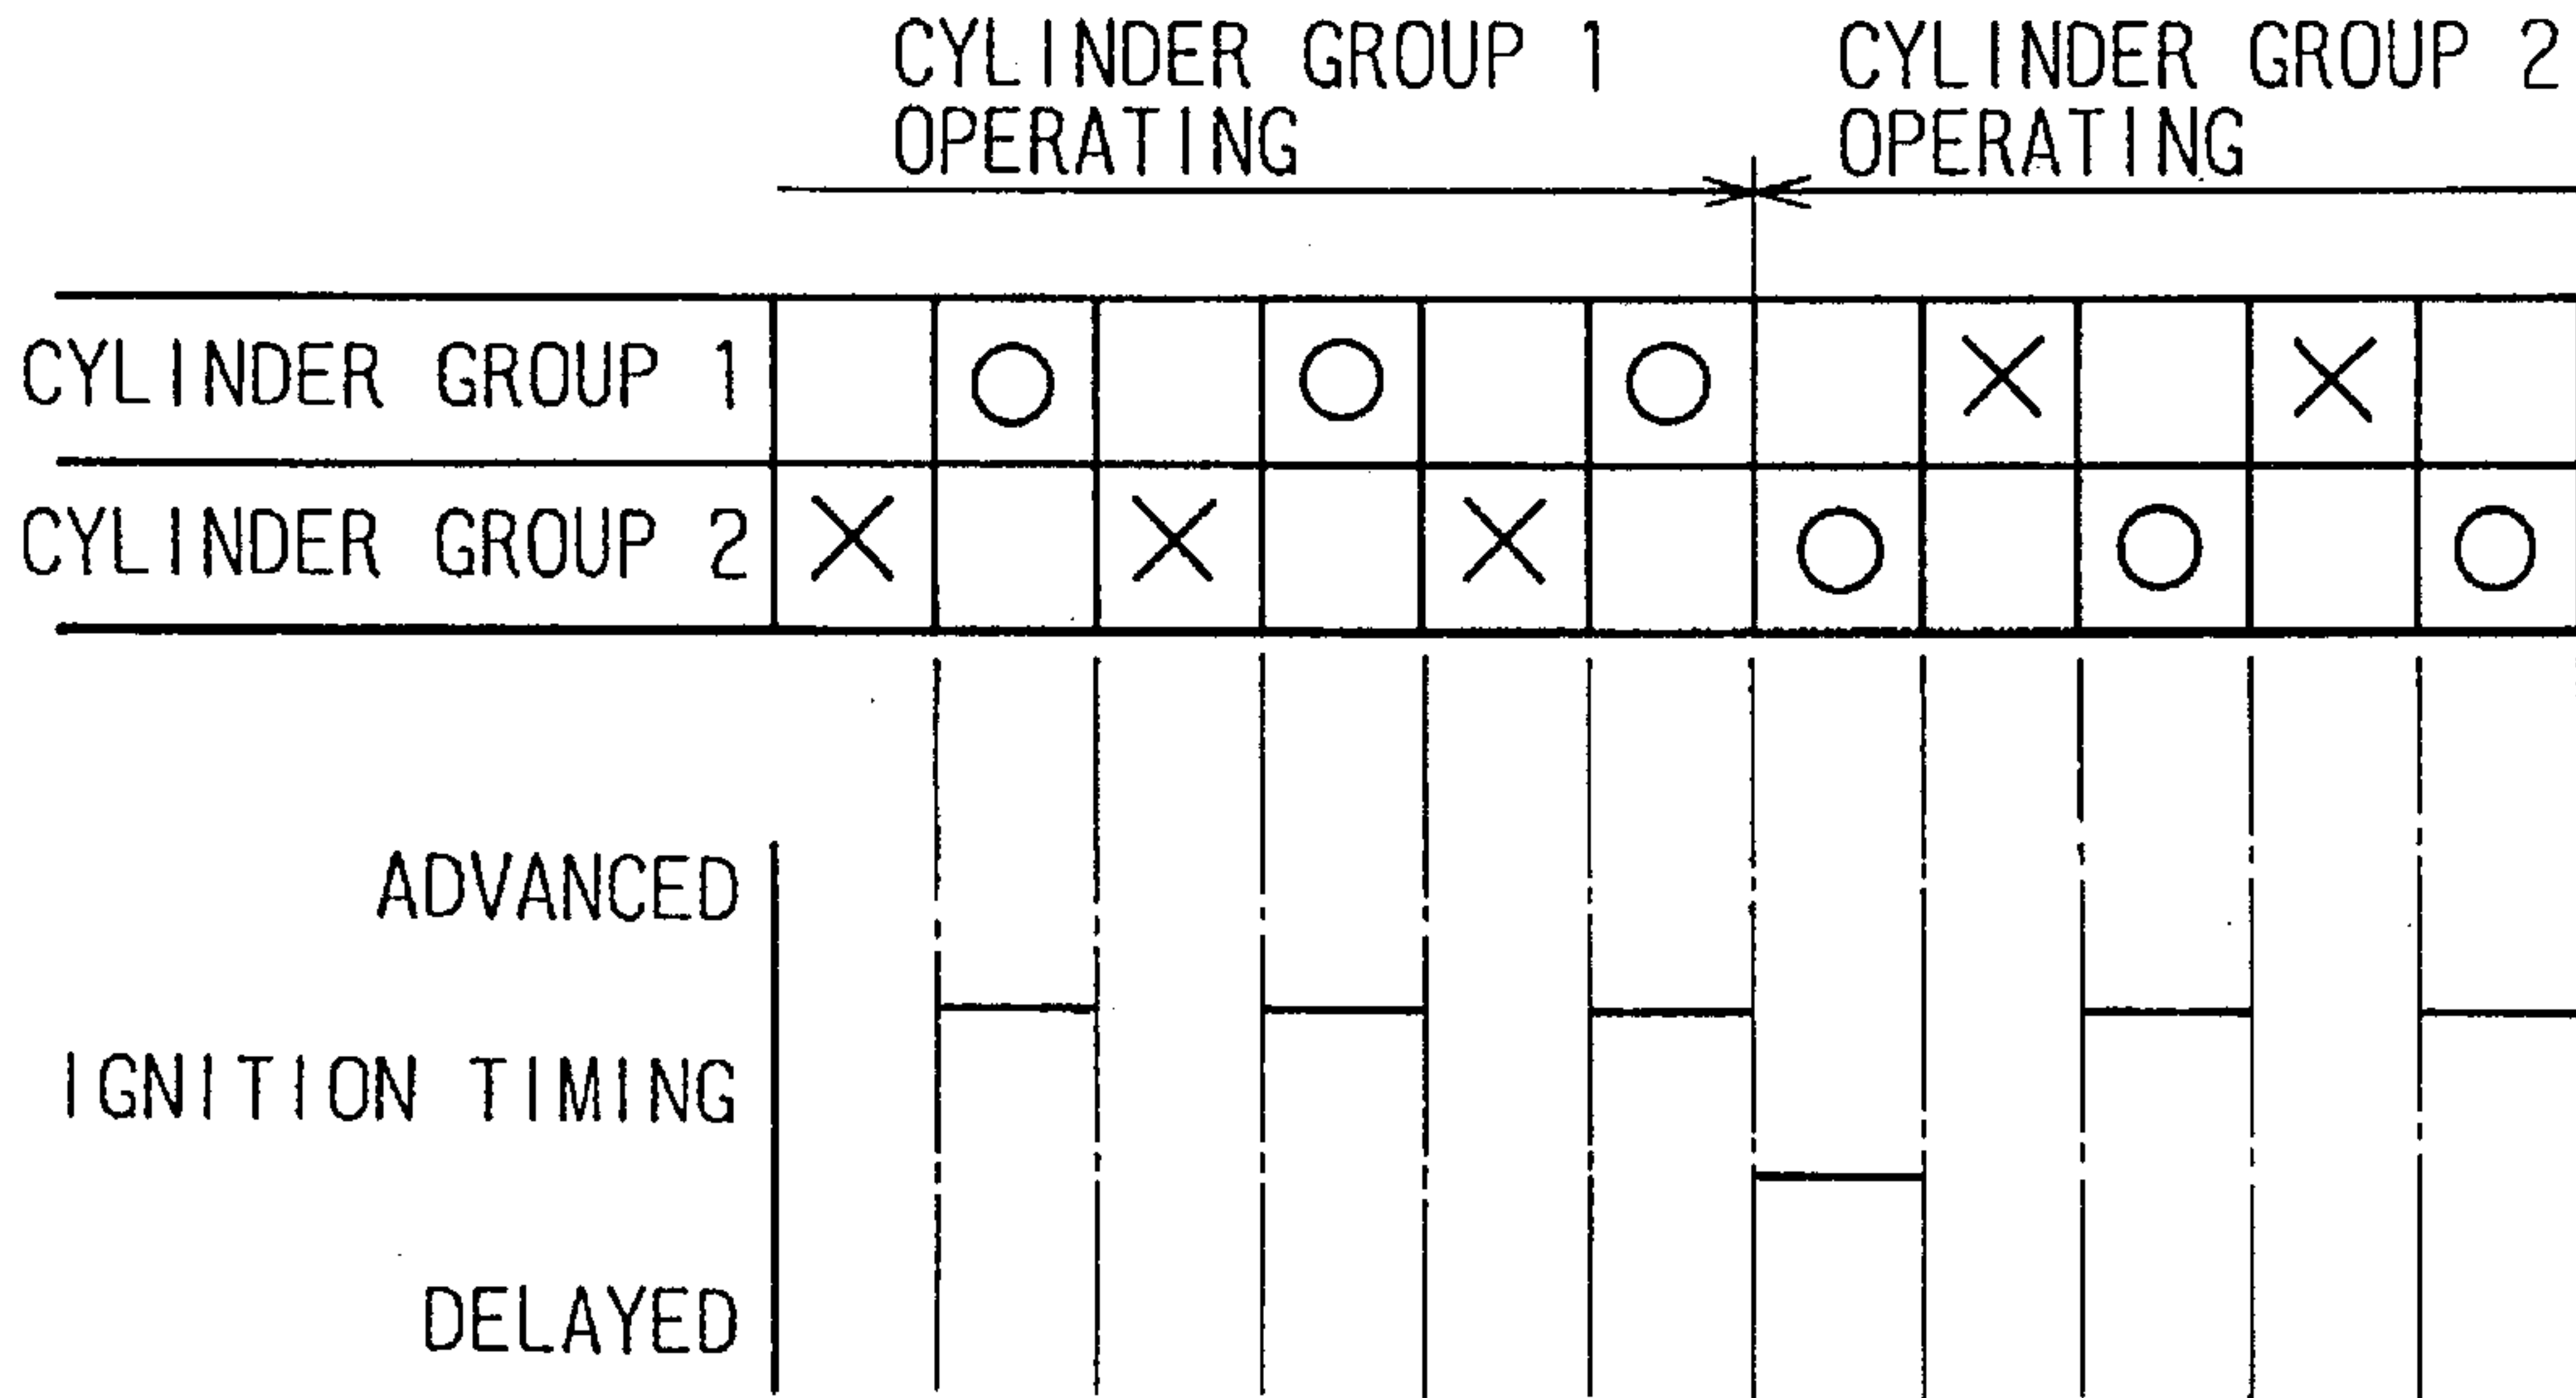 CYLINDER GROUP 1
OPERATING
CYLINDER GROUP 2
OPERATING
CYLINDER GROUP 1
CYLINDER GROUP 2
ADVANCED
IGNITION TIMING
DELAYED